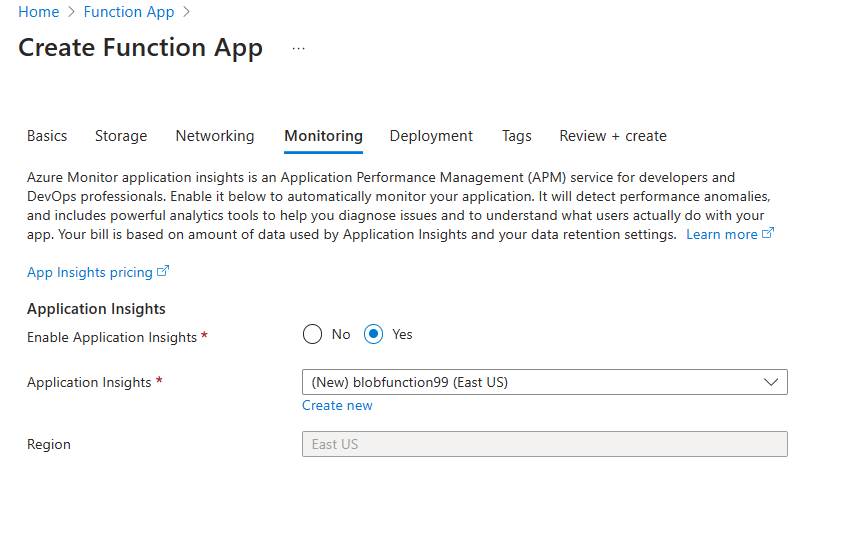 Home > Function App >
Create Function App ...
Basics Storage Networking Monitoring Deployment Tags Review + create
Azure Monitor application insights is an Application Performance Management (APM) service for developers and
DevOps professionals. Enable it below to automatically monitor your application. It will detect performance anomalies,
and includes powerful analytics tools to help you diagnose issues and to understand what users actually do with your
app. Your bill is based on amount of data used by Application Insights and your data retention settings. Learn more
App Insights pricing
Application Insights
Enable Application Insights * No Yes
Application Insights * (New) blobfunction99 (East US)
Create new
Region East US